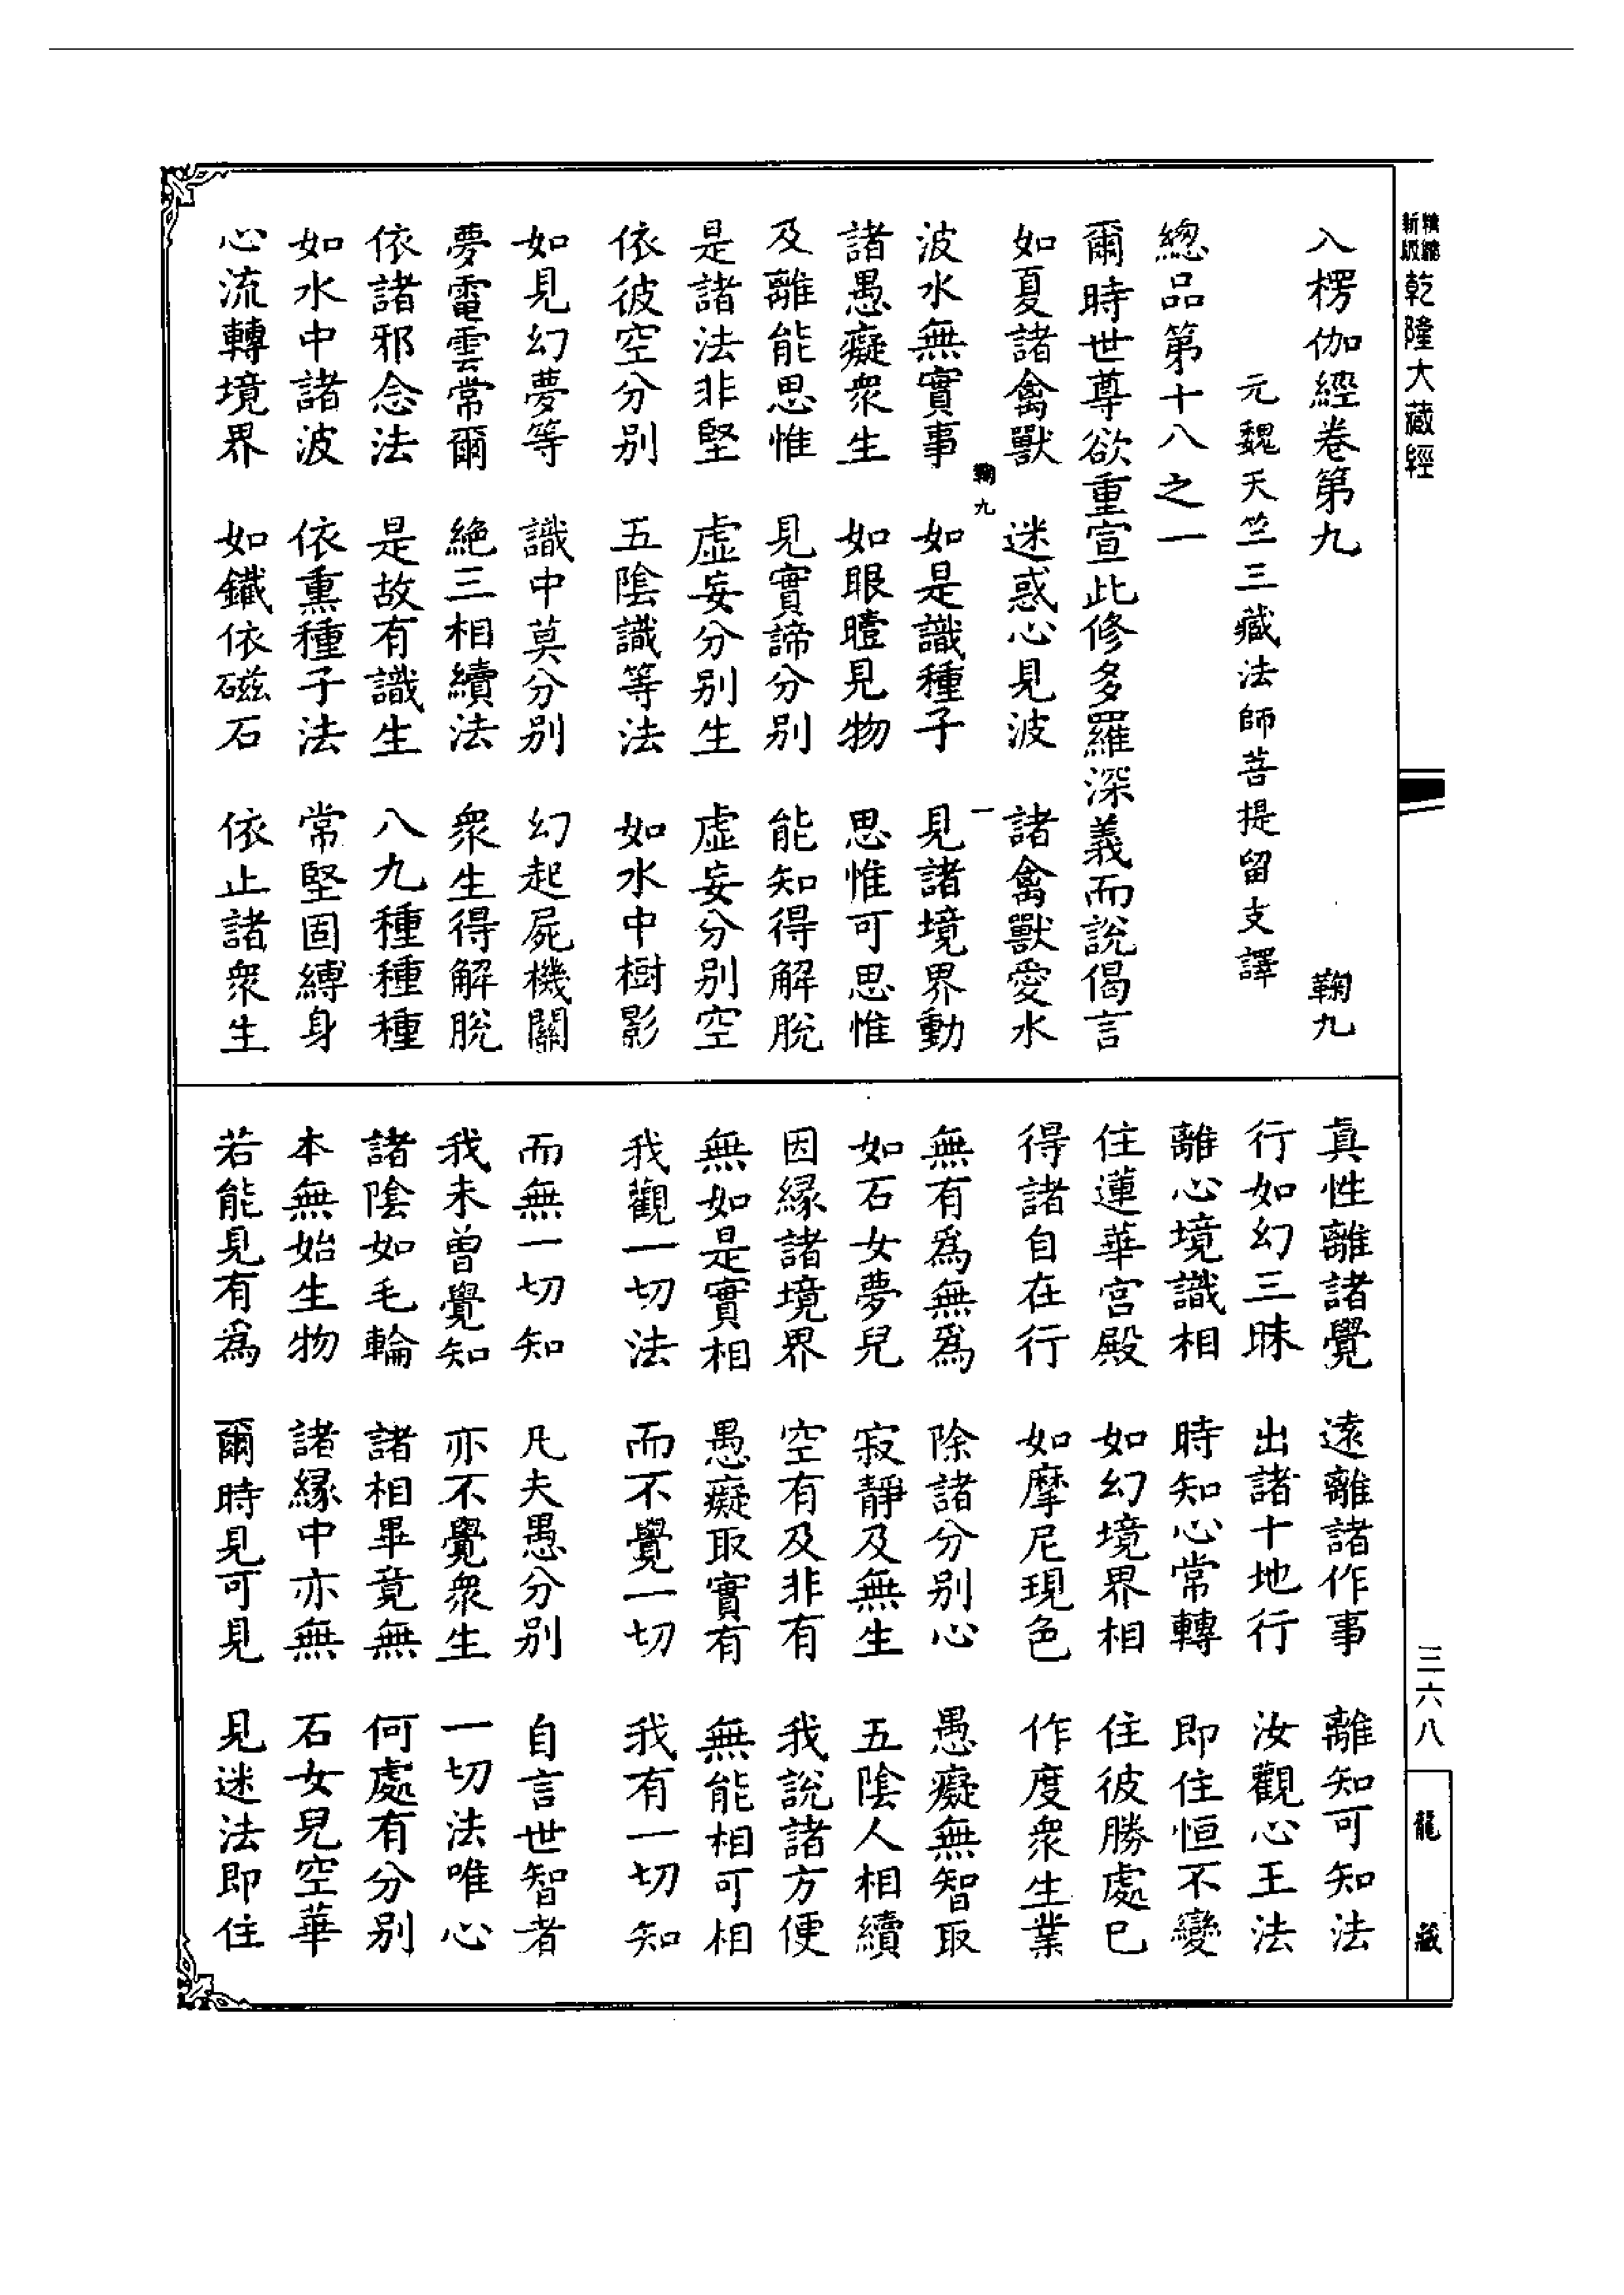 精縮新版乾隆大藏經
入楞伽經卷第九 鞠九
元魏天竺三藏法師菩提留支譯
總品第十八之一
爾時世尊欲重宣此修多羅深義而說偈言
如夏諸禽獸 迷惑心見波 諸禽獸愛水
鞠九 一
波水無實事 如是識種子 見諸境界動
諸愚癡衆生 如眼瞖見物 思惟可思惟
及離能思惟 見實諦分别 能知得解脫
是諸法非堅 虛妄分别生 虛妄分别空
依彼空分别 五陰識等法 如水中樹影
如見幻夢等 識中莫分别 幻起屍機關
夢電雲常爾 絶三相續法 衆生得解脫
依諸邪念法 是故有識生 八九種種種
如水中諸波 依熏種子法 常堅固縛身
心流轉境界 如鐵依磁石 依止諸衆生
真性離諸覺 遠離諸作事 離知可知法
行如幻三昧 出諸十地行 汝觀心王法
離心境識相 時知心常轉 即住恒不變
住蓮華宫殿 如幻境界相 住彼勝處已
得諸自在行 如摩尼現色 作度衆生業
無有爲無爲 除諸分别心 愚癡無智取
如石女夢兒 寂靜及無生 五陰人相續
因緣諸境界 空有及非有 我說諸方便
無如是實相 愚癡取實有 無能相可相
我觀一切法 而不覺一切 我有一切知
而無一切知 凡夫愚分别 自言世智者
我未曾覺知 亦不覺衆生 一切法唯心
諸陰如毛輪 諸相畢竟無 何處有分别
本無始生物 諸緣中亦無 石女兒空華
若能見有爲 爾時見可見 見迷法即住
三六八
龍藏